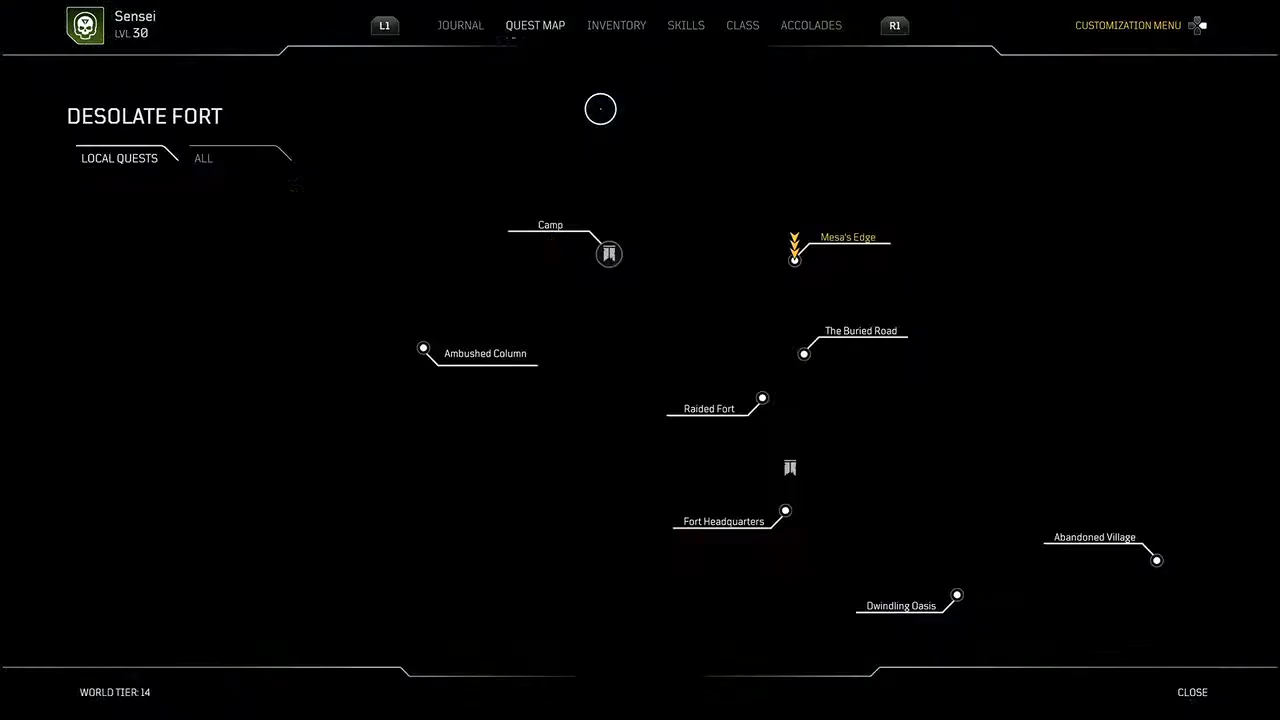 Sensei
LVL 30
L1
JOURNAL
QUEST MAP
INVENTORY
SKILLS
CLASS
ACCOLADES
R1
CUSTOMIZATION MENU
DESOLATE FORT
LOCAL QUESTS
ALL
Camp
Mesa's Edge
The Buried Road
Ambushed Column
Raided Fort
Fort Headquarters
Abandoned Village
Dwindling Oasis
WORLD TIER: 14
CLOSE